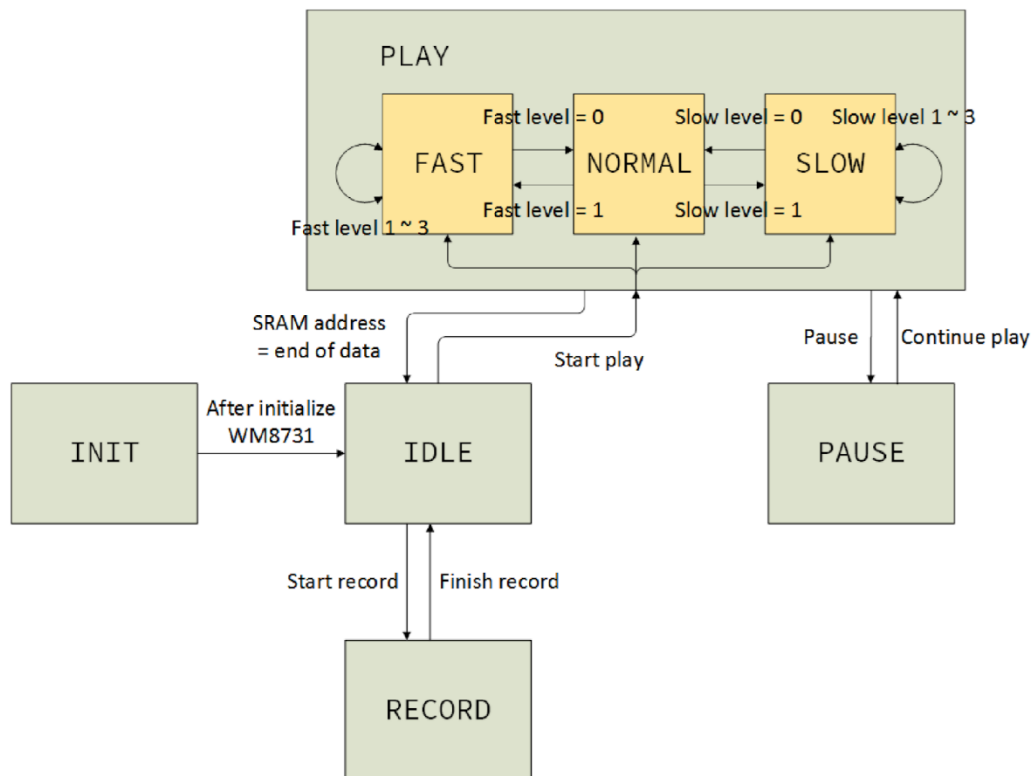 PLAY
Fast level = 0
Slow level = 0
Slow level 1 ~ 3
FAST
NORMAL
SLOW
Fast level 1 ~ 3
Fast level = 1
Slow level = 1
SRAM address
= end of data
Start play
Pause
Continue play
INIT
After initialize
WM8731
IDLE
PAUSE
Start record
Finish record
RECORD